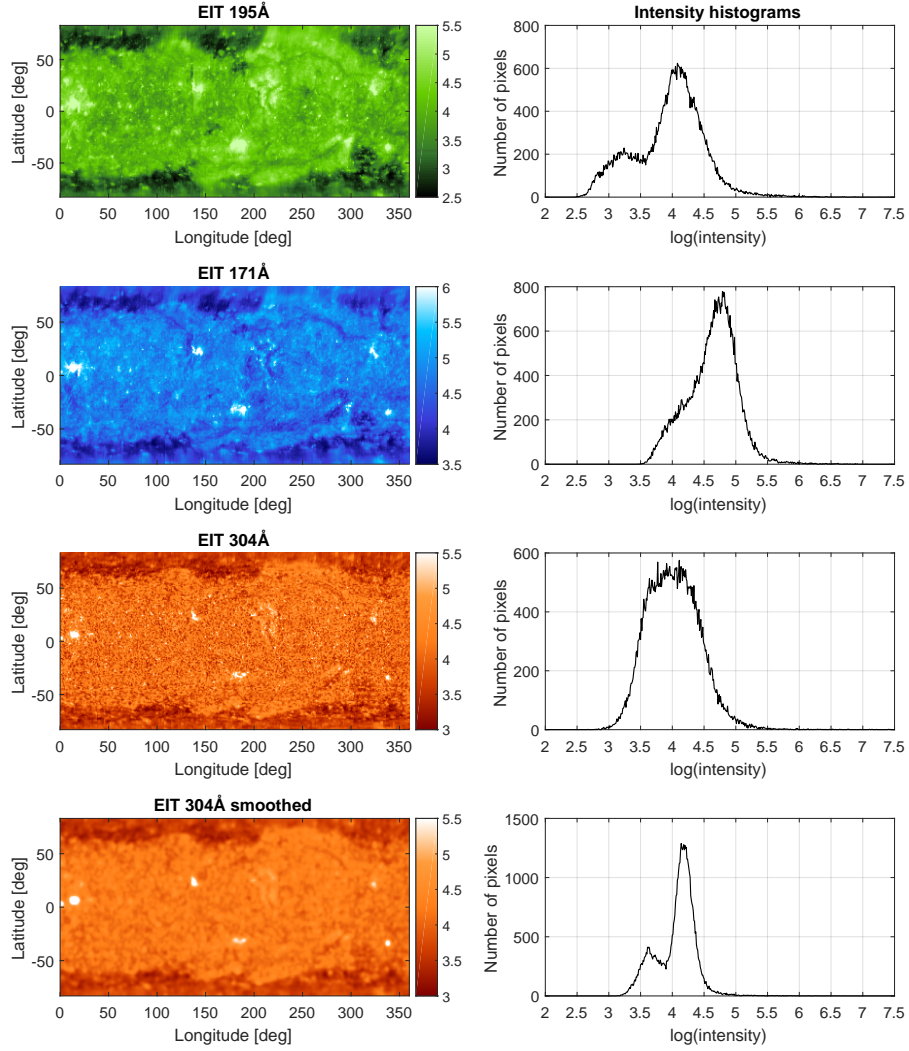 EIT 195Å
Latitude [deg]
50
0
-50
0 50 100 150 200 250 300 350
Longitude [deg]
5.5
5
4.5
4
3.5
3
2.5
Intensity histograms
Number of pixels
800
600
400
200
0
2 2.5 3 3.5 4 4.5 5 5.5 6 6.5 7 7.5
log(intensity)
EIT 171Å
Latitude [deg]
50
0
-50
0 50 100 150 200 250 300 350
Longitude [deg]
6
5.5
5
4.5
4
3.5
Number of pixels
800
600
400
200
0
2 2.5 3 3.5 4 4.5 5 5.5 6 6.5 7 7.5
log(intensity)
EIT 304Å
Latitude [deg]
50
0
-50
0 50 100 150 200 250 300 350
Longitude [deg]
5.5
5
4.5
4
3.5
3
Number of pixels
600
400
200
0
2 2.5 3 3.5 4 4.5 5 5.5 6 6.5 7 7.5
log(intensity)
EIT 304Å smoothed
Latitude [deg]
50
0
-50
0 50 100 150 200 250 300 350
Longitude [deg]
5.5
5
4.5
4
3.5
3
Number of pixels
1500
1000
500
0
2 2.5 3 3.5 4 4.5 5 5.5 6 6.5 7 7.5
log(intensity)